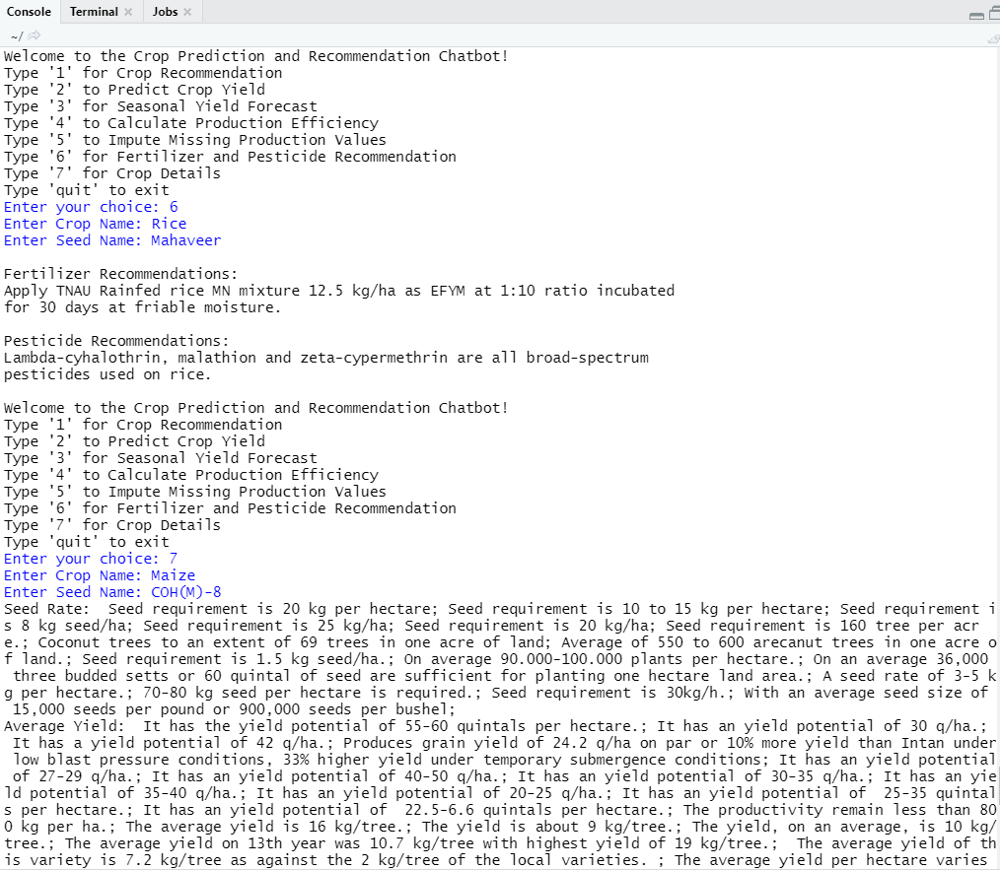 Console Terminal Jobs
~/
Welcome to the Crop Prediction and Recommendation Chatbot!
Type '1' for Crop Recommendation
Type '2' to Predict Crop Yield
Type '3' for Seasonal Yield Forecast
Type '4' to Calculate Production Efficiency
Type '5' to Impute Missing Production Values
Type '6' for Fertilizer and Pesticide Recommendation
Type '7' for Crop Details
Type 'quit' to exit
Enter your choice: 6
Enter Crop Name: Rice
Enter Seed Name: Mahaveer
Fertilizer Recommendations:
Apply TNAU Rainfed rice MN mixture 12.5 kg/ha as EFYM at 1:10 ratio incubated
for 30 days at friable moisture.
Pesticide Recommendations:
Lambda-cyhalothrin, malathion and zeta-cypermethrin are all broad-spectrum
pesticides used on rice.
Welcome to the Crop Prediction and Recommendation Chatbot!
Type '1' for Crop Recommendation
Type '2' to Predict Crop Yield
Type '3' for Seasonal Yield Forecast
Type '4' to Calculate Production Efficiency
Type '5' to Impute Missing Production Values
Type '6' for Fertilizer and Pesticide Recommendation
Type '7' for Crop Details
Type 'quit' to exit
Enter your choice: 7
Enter Crop Name: Maize
Enter Seed Name: COH(M)-8
Seed Rate:  Seed requirement is 20 kg per hectare; Seed requirement is 10 to 15 kg per hectare; Seed requirement i
s 8 kg seed/ha; Seed requirement is 25 kg/ha; Seed requirement is 20 kg/ha; Seed requirement is 160 tree per acr
e.; Coconut trees to an extent of 69 trees in one acre of land; Average of 550 to 600 arecanut trees in one acre o
f land.; Seed requirement is 1.5 kg seed/ha.; On average 90.000-100.000 plants per hectare.; On an average 36,000
 three budded setts or 60 quintal of seed are sufficient for planting one hectare land area.; A seed rate of 3-5 k
g per hectare.; 70-80 kg seed per hectare is required.; Seed requirement is 30kg/h.; With an average seed size of
 15,000 seeds per pound or 900,000 seeds per bushel;
Average Yield:  It has the yield potential of 55-60 quintals per hectare.; It has an yield potential of 30 q/ha.;
 It has a yield potential of 42 q/ha.; Produces grain yield of 24.2 q/ha on par or 10% more yield than Intan under
 low blast pressure conditions, 33% higher yield under temporary submergence conditions; It has an yield potential
 of 27-29 q/ha.; It has an yield potential of 40-50 q/ha.; It has an yield potential of 30-35 q/ha.; It has an yie
ld potential of 35-40 q/ha.; It has an yield potential of 20-25 q/ha.; It has an yield potential of  25-35 quintal
s per hectare.; It has an yield potential of  22.5-6.6 quintals per hectare.; The productivity remain less than 80
0 kg per ha.; The average yield is 16 kg/tree.; The yield is about 9 kg/tree.; The yield, on an average, is 10 kg/
tree.; The average yield on 13th year was 10.7 kg/tree with highest yield of 19 kg/tree.;  The average yield of th
is variety is 7.2 kg/tree as against the 2 kg/tree of the local varieties. ; The average yield per hectare varies